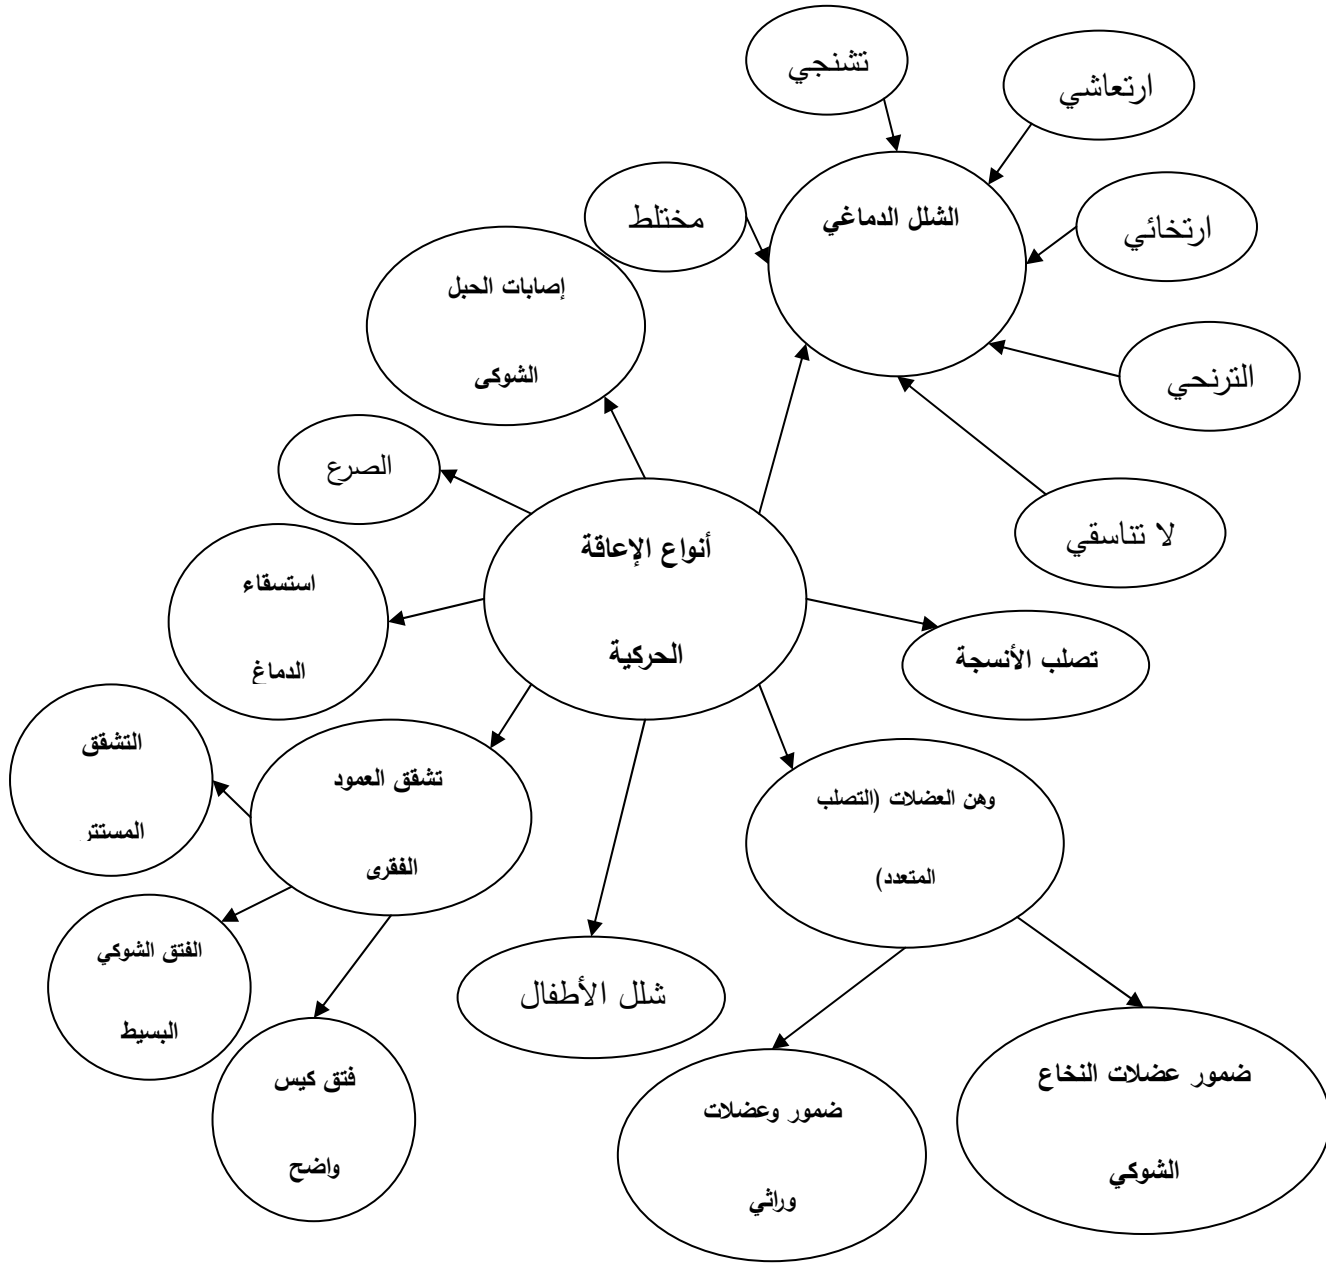 تشنجي
ارتعاشي
الشلل الدماغي
مختلط
ارتخائي
إصابات الحبل
الشوكى
الترنحي
الصرع
لا تناسقي
أنواع الإعاقة
الحركية
استسقاء
الدماغ
تصلب الأنسجة
التشقق
المستتر
تشقق العمود
الفقرى
وهن العضلات (التصلب
المتعدد)
الفتق الشوكي
البسيط
شلل الأطفال
فتق كيس
واضح
ضمور وعضلات
وراثي
ضمور عضلات النخاع
الشوكي